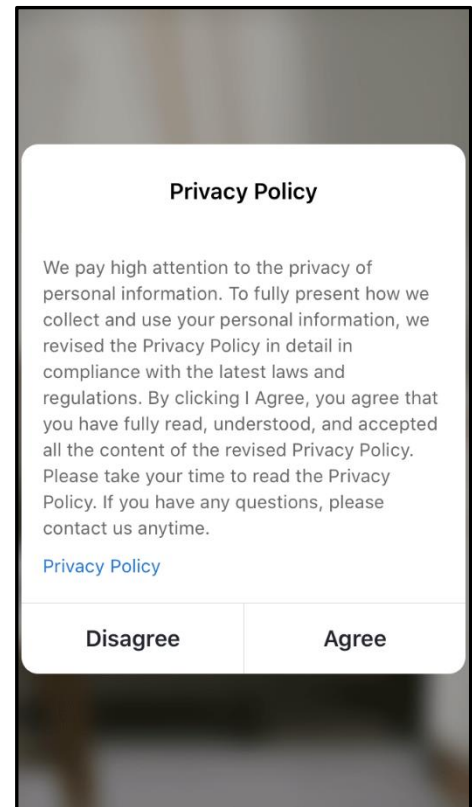 Privacy Policy
We pay high attention to the privacy of
personal information. To fully present how we
collect and use your personal information, we
revised the Privacy Policy in detail in
compliance with the latest laws and
regulations. By clicking I Agree, you agree that
you have fully read, understood, and accepted
all the content of the revised Privacy Policy.
Please take your time to read the Privacy
Policy. If you have any questions, please
contact us anytime.
Privacy Policy
Disagree
Agree